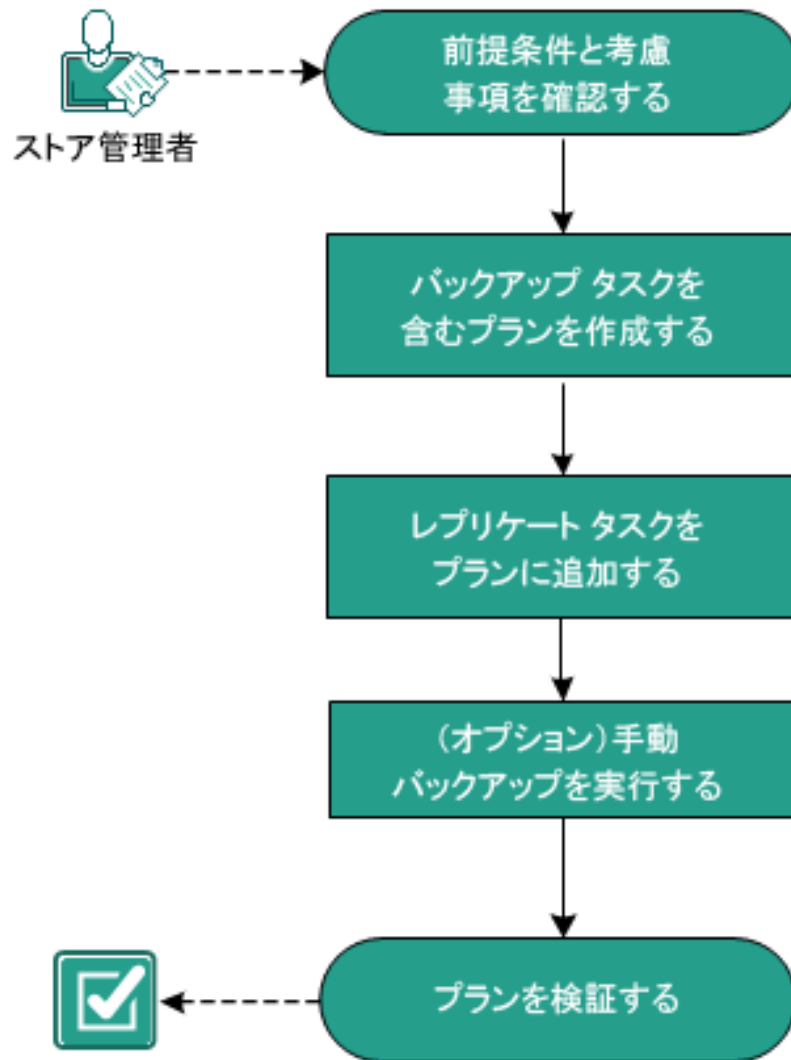 ストア管理者
前提条件と考慮
事項を確認する
バックアップ タスクを
含むプランを作成する
レプリケート タスクを
プランに追加する
(オプション)手動
バックアップを実行する
プランを検証する